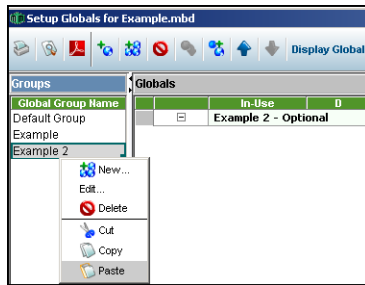 Setup Globals for Example.mbd
Display Global
Groups
Globals
Global Group Name
In-Use
D
Default Group
Example 2 - Optional
Example
Example 2
New...
Edit...
Delete
Cut
Copy
Paste